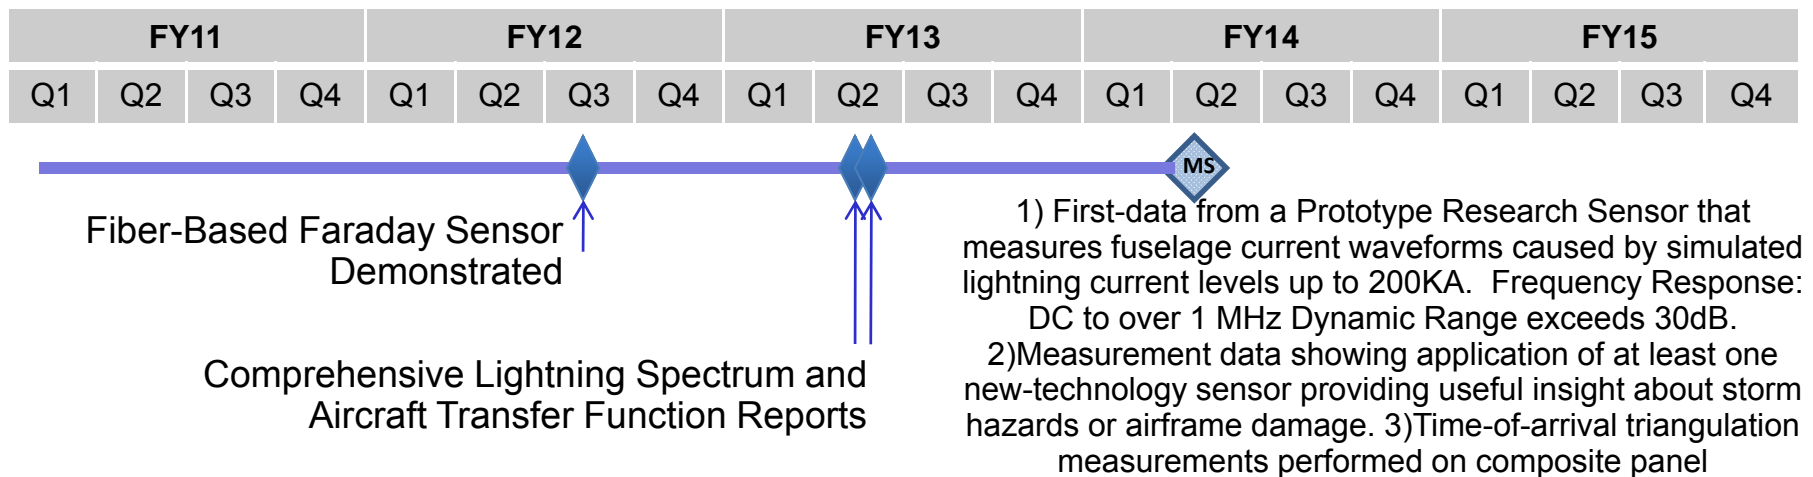 FY11 FY12 FY13 FY14 FY15
Q1 Q2 Q3 Q4 Q1 Q2 Q3 Q4 Q1 Q2 Q3 Q4 Q1 Q2 Q3 Q4 Q1 Q2 Q3 Q4
MS
Fiber-Based Faraday Sensor
Demonstrated
Comprehensive Lightning Spectrum and
Aircraft Transfer Function Reports
1) First-data from a Prototype Research Sensor that
measures fuselage current waveforms caused by simulated
lightning current levels up to 200KA.  Frequency Response:
DC to over 1 MHz Dynamic Range exceeds 30dB.
2)Measurement data showing application of at least one
new-technology sensor providing useful insight about storm
hazards or airframe damage. 3)Time-of-arrival triangulation
measurements performed on composite panel